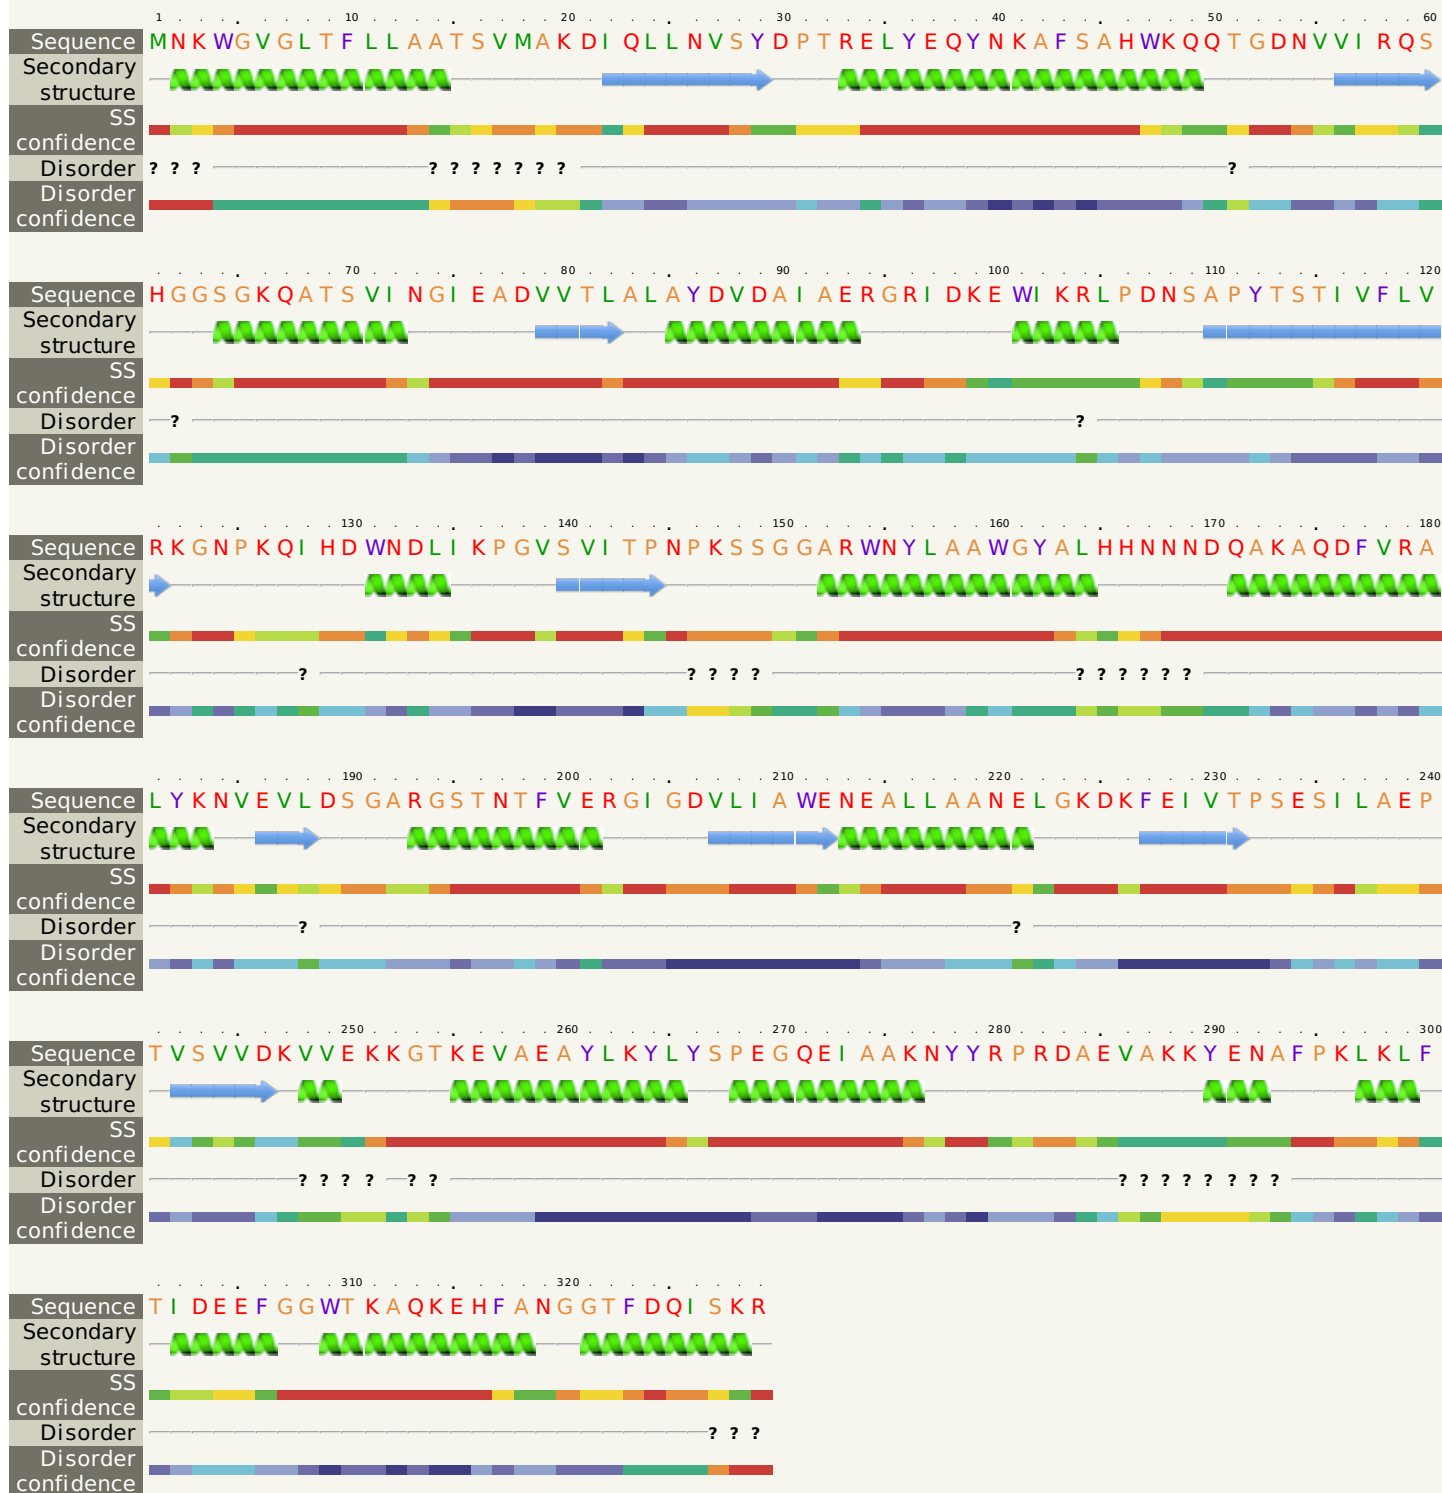 1 10 20 30 40 50 60
Sequence MNKWGVGLTFLLAATSVMAKDIQLLNVSYDPTRELYEQYNKAFSAHWKQQTGDNVVIRQS
Secondary
structure
SS
confidence
Disorder ? ? ? ? ? ? ? ? ? ? ?
Disorder
confidence
70 80 90 100 110 120
Sequence HGGSGKQATSVINGIEADVVTLALAYDVDAIAERGRIDKEWIKRLPDNSAPYTSTIVFLV
Secondary
structure
SS
confidence
Disorder ? ?
Disorder
confidence
130 140 150 160 170 180
Sequence RKGNPKQIHDWNDLIKPGVSVITPNPKSSGGARWNYLAAWGYALHHNNNDQAKAQDFVRA
Secondary
structure
SS
confidence
Disorder ? ? ? ? ? ? ? ? ? ? ?
Disorder
confidence
190 200 210 220 230 240
Sequence LYKNVEVLDSGARGSTNTFVERGIGDVLIAWENEALLAANELGKDKFEIVTPSESILAEP
Secondary
structure
SS
confidence
Disorder ? ?
Disorder
confidence
250 260 270 280 290 300
Sequence TVSVVDKVVEKKGTKEVAEAYLKYLYSPEGQEIAAKNYYRPRDAEVAKKYENAFPKLKLF
Secondary
structure
SS
confidence
Disorder ? ? ? ? ? ? ? ? ? ? ? ? ? ?
Disorder
confidence
310 320
Sequence TIDEEFGGWTKAQKEHFANGGTFDQISKR
Secondary
structure
SS
confidence
Disorder ? ? ?
Disorder
confidence